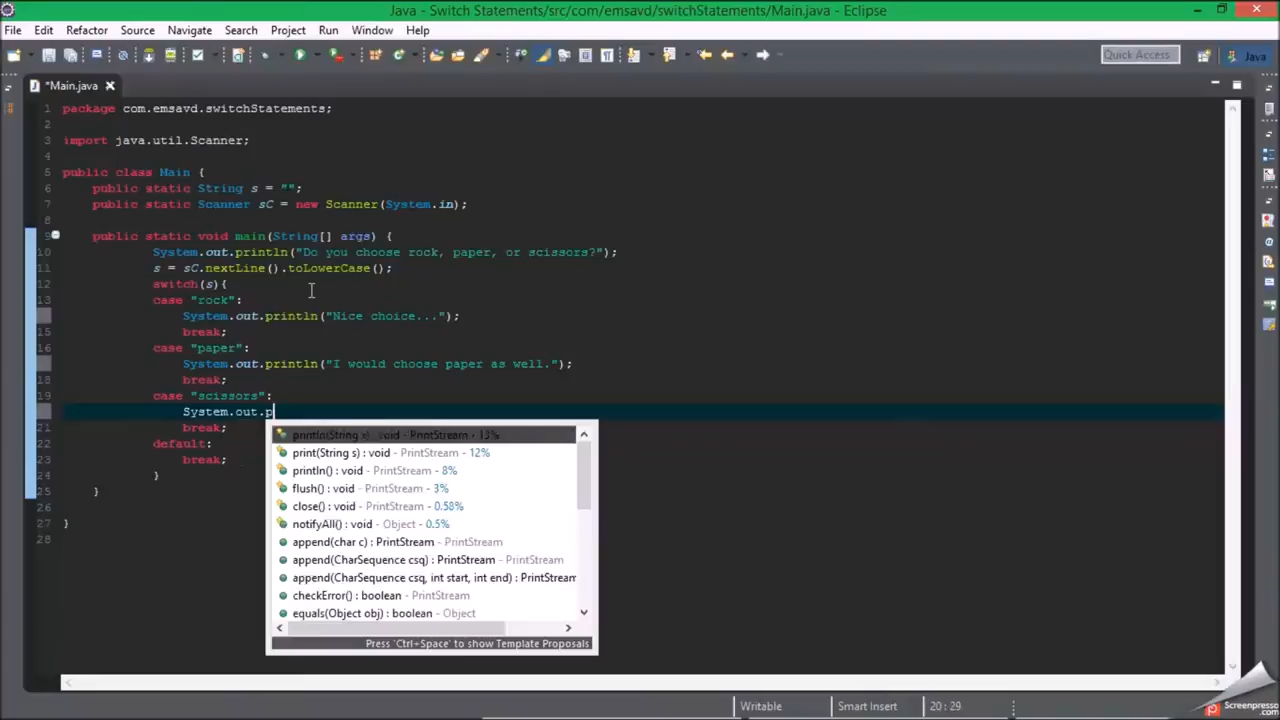 Java - Switch Statements/src/com/emsavd/switchStatements/Main.java - Eclipse
File Edit Refactor Source Navigate Search Project Run Window Help
Quick Access
Java
*Main.java
1 package com.emsavd.switchStatements;
2
3 import java.util.Scanner;
4
5 public class Main {
6 public static String s = "";
7 public static Scanner sC = new Scanner(System.in);
8
9 public static void main(String[] args) {
10 System.out.println("Do you choose rock, paper, or scissors?");
11 s = sC.nextLine().toLowerCase();
12 switch(s){
13 case "rock":
System.out.println("Nice choice...");
15 break;
16 case "paper":
System.out.println("I would choose paper as well.");
18 break;
19 case "scissors":
System.out.p
21 break;
22 default:
23 break;
24 }
25 }
26
27 }
28
println(String x) : void - PrintStream - 13%
print(String s) : void - PrintStream - 12%
println() : void - PrintStream - 8%
flush() : void - PrintStream - 3%
close() : void - PrintStream - 0.58%
notifyAll() : void - Object - 0.5%
append(char c) : PrintStream - PrintStream
append(CharSequence csq) : PrintStream - PrintStream
append(CharSequence csq, int start, int end) : PrintStream
checkError() : boolean - PrintStream
equals(Object obj) : boolean - Object
Press 'Ctrl+Space' to show Template Proposals
Writable Smart Insert 20 : 29
Screenpresso.com